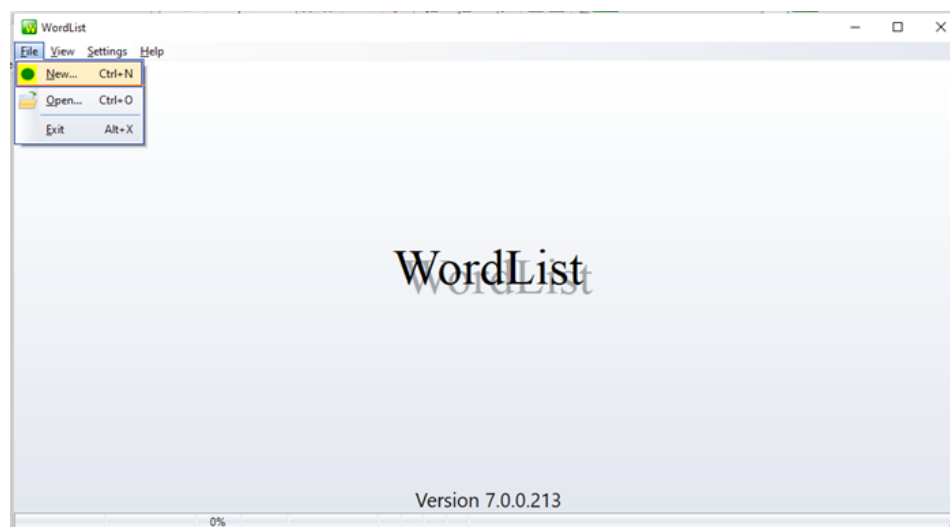 WordList
File View Settings Help
New... Ctrl+N
Open... Ctrl+O
Exit Alt+X
WordList
Version 7.0.0.213
0%